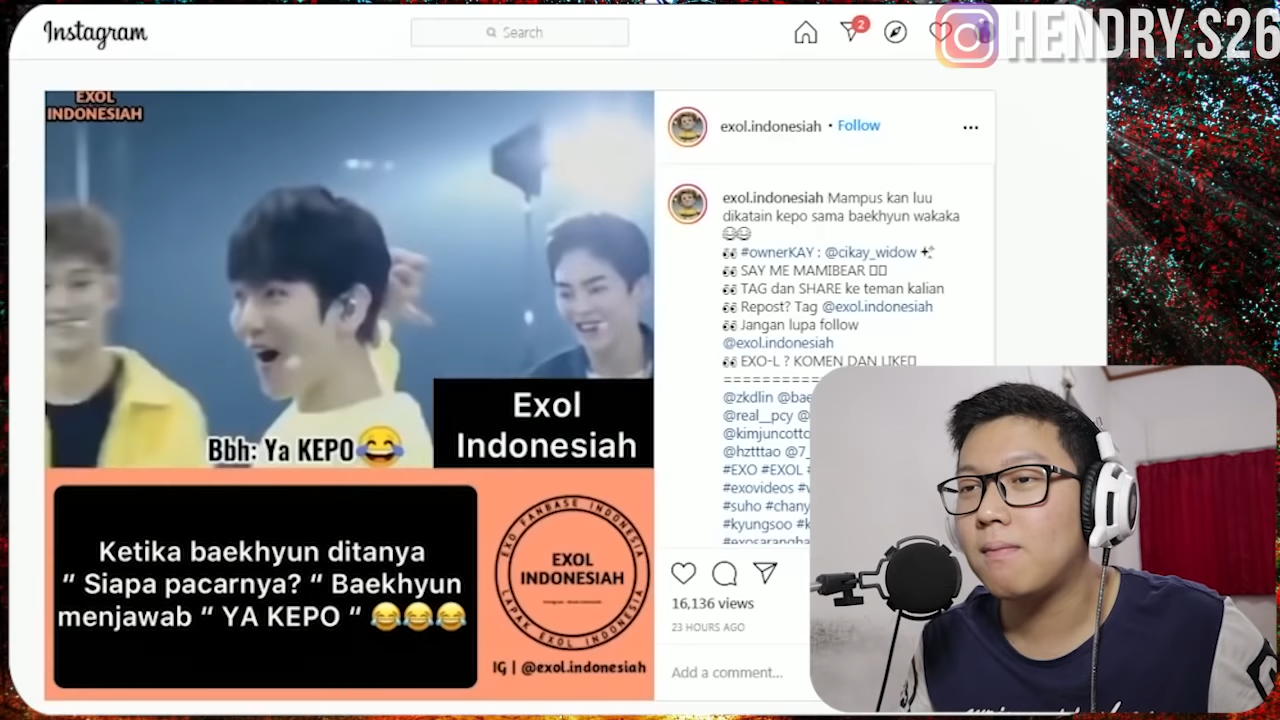 Instagram
Search
2
HENDRY.S26
EXOL
INDONESIAH
Bbh: Ya KEPO
Exol
Indonesiah
Ketika baekhyun ditanya
“ Siapa pacarnya? “ Baekhyun
menjawab “ YA KEPO “
EXO FANBASE INDONESIA
EXOL
INDONESIAH
LAPAK EXOL INDONESIA
IG | @exol.indonesiah
exol.indonesiah • Follow
exol.indonesiah Mampus kan luu
dikatain kepo sama baekhyun wakaka
#ownerKAY : @cikay_widow
SAY ME MAMIBEAR
TAG dan SHARE ke teman kalian
Repost? Tag @exol.indonesiah
Jangan lupa follow
@exol.indonesiah
EXO-L ? KOMEN DAN LIKE
===========
@zkdlin
@real__pcy
@kimjuncotto
@hztttao
#EXO #EXOL
#exovideos
#suho
#kyungsoo
16,136 views
23 HOURS AGO
Add a comment...